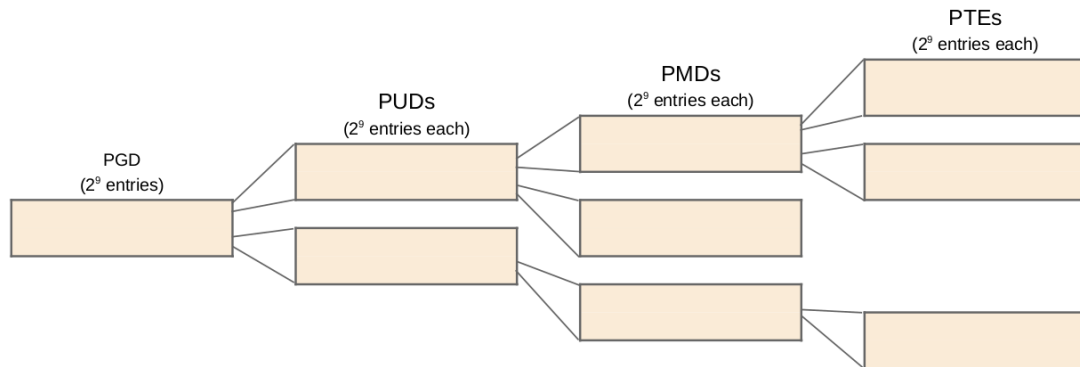 PGD
(2⁹ entries)
PUDs
(2⁹ entries each)
PMDs
(2⁹ entries each)
PTEs
(2⁹ entries each)